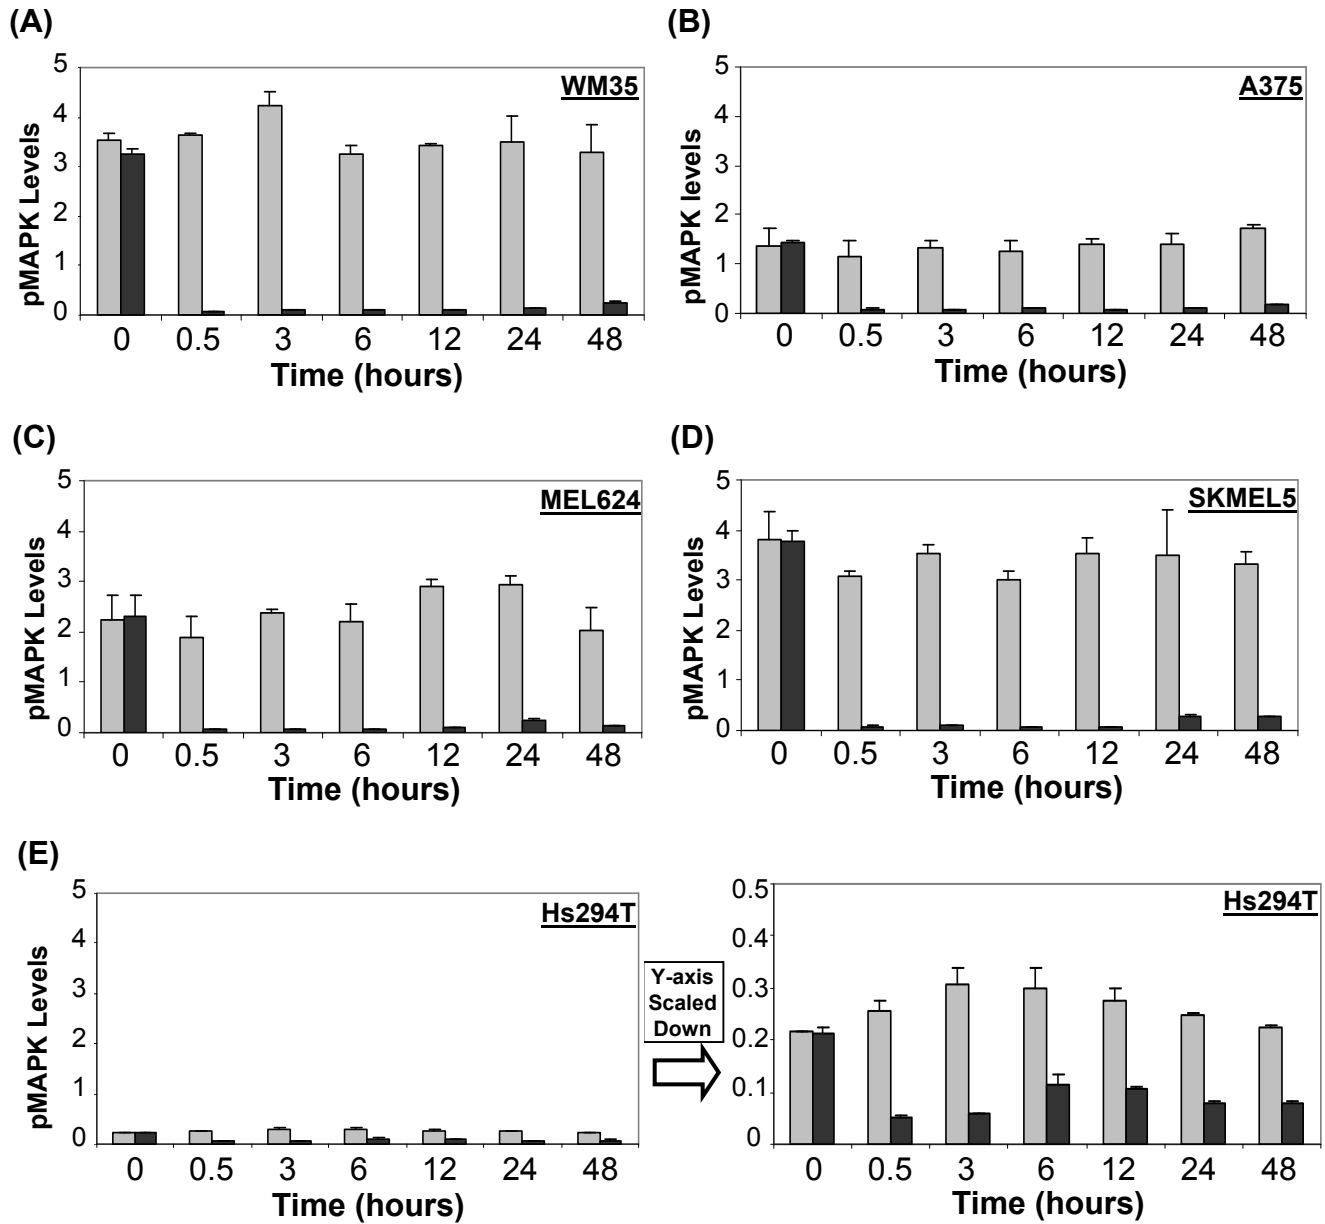 (A)
WM35
pMAPK Levels
5
4
3
2
1
0
0 0.5 3 6 12 24 48
Time (hours)
(B)
A375
pMAPK levels
5
4
3
2
1
0
0 0.5 3 6 12 24 48
Time (hours)
(C)
MEL624
pMAPK Levels
5
4
3
2
1
0
0 0.5 3 6 12 24 48
Time (hours)
(D)
SKMEL5
pMAPK Levels
5
4
3
2
1
0
0 0.5 3 6 12 24 48
Time (hours)
(E)
Hs294T
pMAPK Levels
5
4
3
2
1
0
0 0.5 3 6 12 24 48
Time (hours)
Y-axis
Scaled
Down
Hs294T
0.5
0.4
0.3
0.2
0.1
0
0 0.5 3 6 12 24 48
Time (hours)